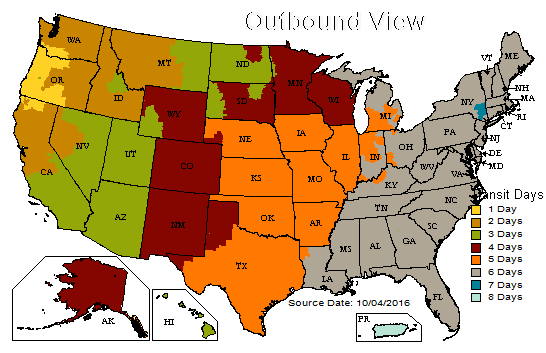 Outbound View
WA
MT
ND
MN
VT
ME
OR
ID
SD
WI
MI
NY
NH
MA
RI
CT
WY
NE
IA
PA
NJ
NV
UT
CO
IL
IN
OH
DE
MD
CA
KS
MO
KY
WV
VA
AZ
NM
OK
AR
TN
NC
SC
TX
MS
AL
GA
LA
FL
AK
HI
PR
ansit Days
1 Day
2 Days
3 Days
4 Days
5 Days
6 Days
7 Days
8 Days
Source Date: 10/04/2016